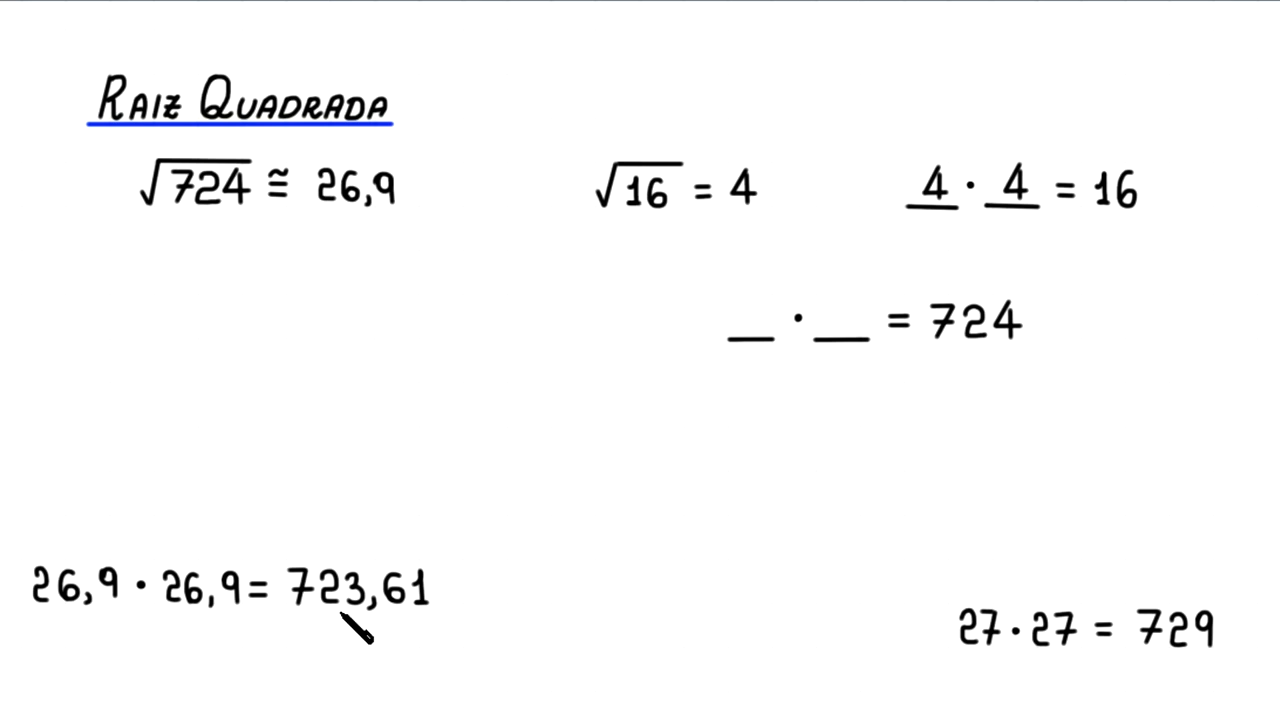 RAIZ QUADRADA
√724 ≅ 26,9
√16 = 4
4 · 4 = 16
__ · __ = 724
26,9 · 26,9 = 723,61
27 · 27 = 729